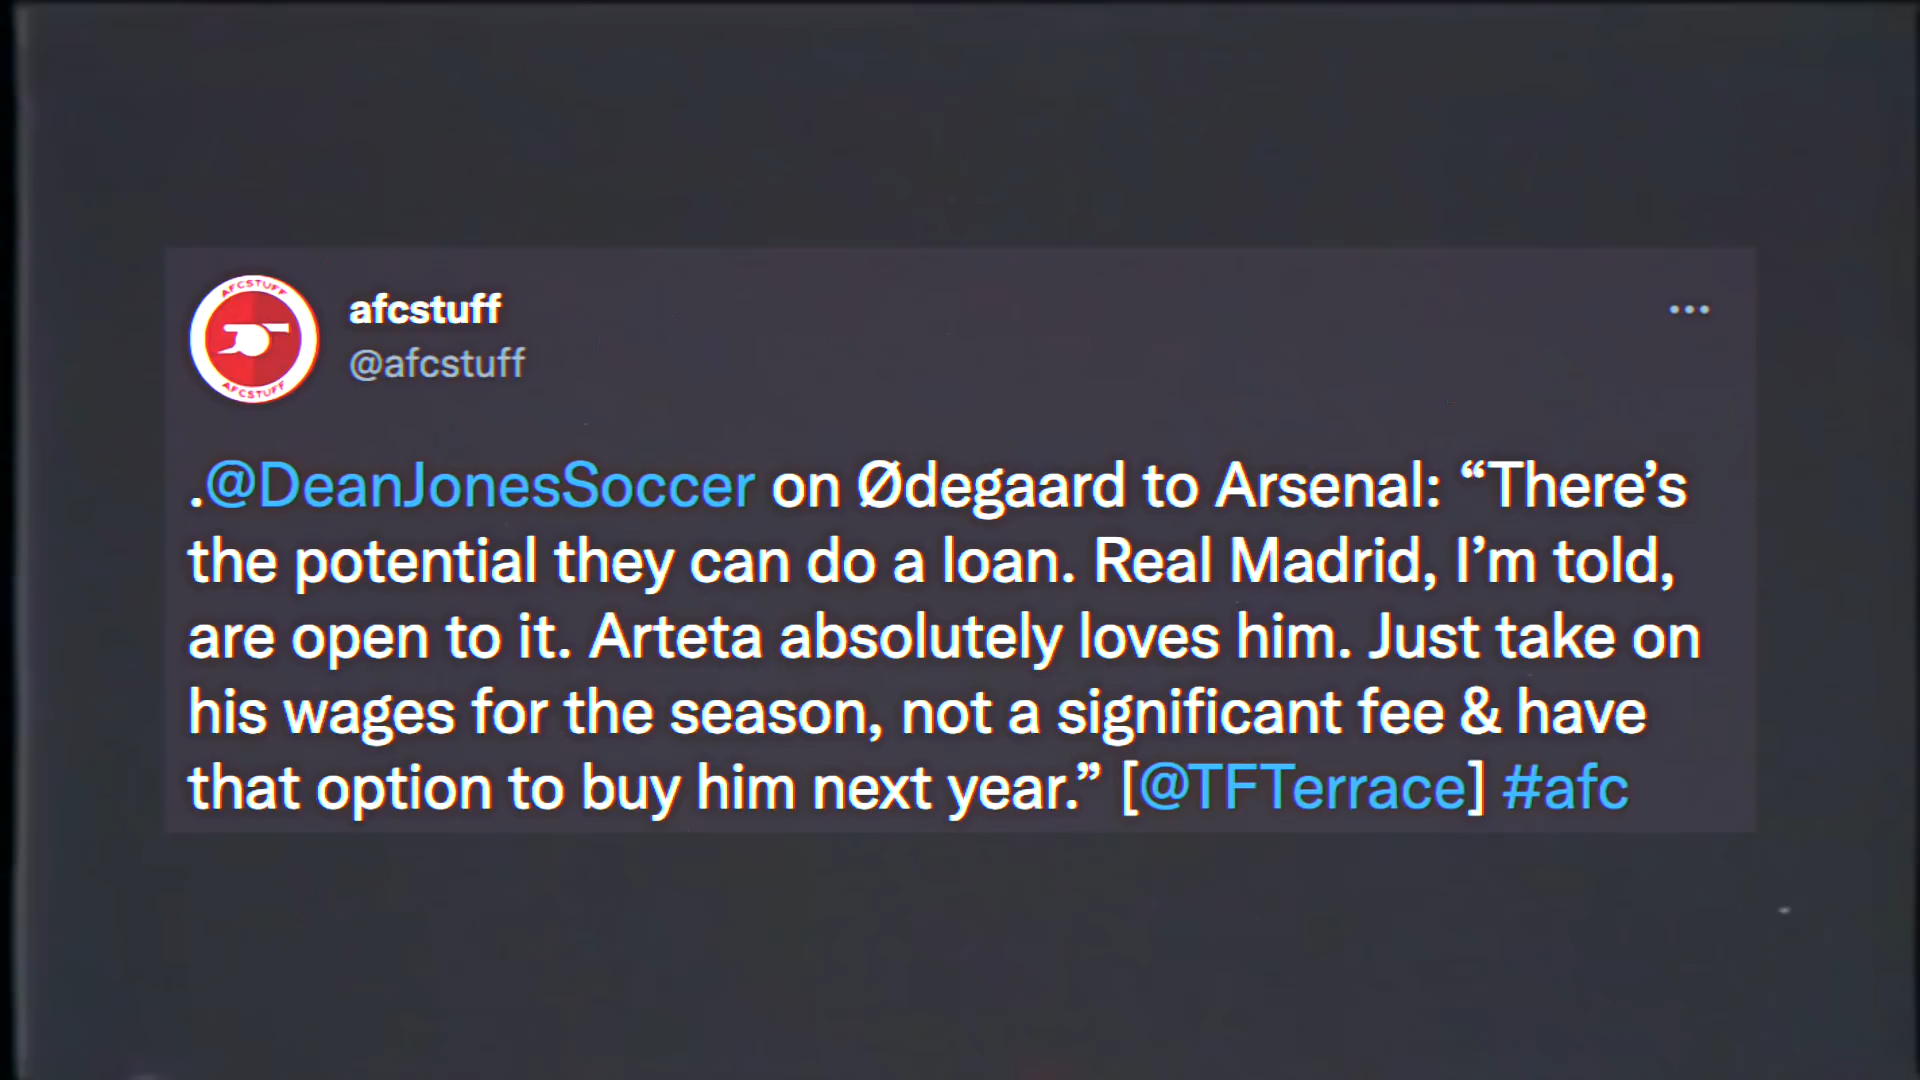 AFCSTUFF
AFCSTUFF
afcstuff
@afcstuff
.@DeanJonesSoccer on Ødegaard to Arsenal: “There’s
the potential they can do a loan. Real Madrid, I’m told,
are open to it. Arteta absolutely loves him. Just take on
his wages for the season, not a significant fee & have
that option to buy him next year.” [@TFTerrace] #afc